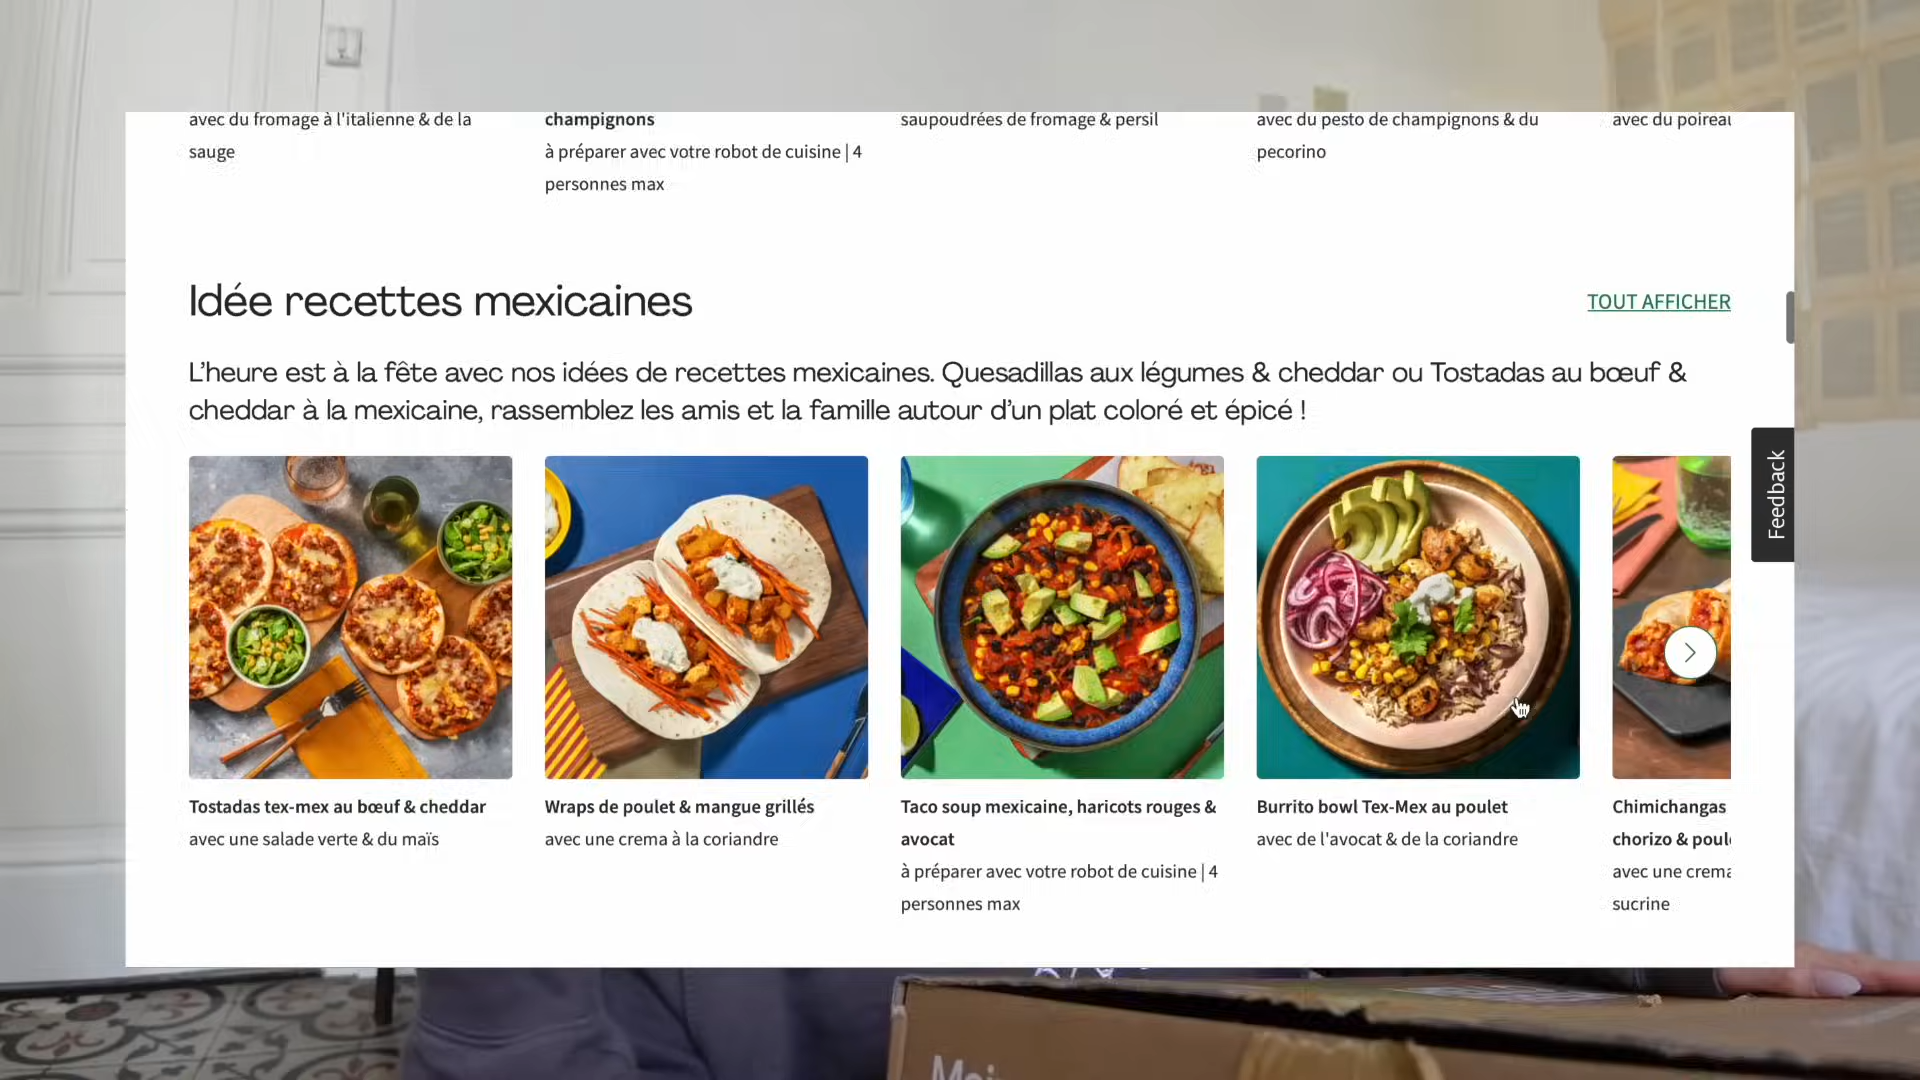 avec du fromage à l'italienne & de la
sauge
champignons
à préparer avec votre robot de cuisine | 4
personnes max
saupoudrées de fromage & persil
avec du pesto de champignons & du
pecorino
avec du
Idée recettes mexicaines
TOUT AFFICHER
L’heure est à la fête avec nos idées de recettes mexicaines. Quesadillas aux légumes & cheddar ou Tostadas au bœuf &
cheddar à la mexicaine, rassemblez les amis et la famille autour d’un plat coloré et épicé !
Feedback
Tostadas tex-mex au bœuf & cheddar
avec une salade verte & du maïs
Wraps de poulet & mangue grillés
avec une crema à la coriandre
Taco soup mexicaine, haricots rouges &
avocat
à préparer avec votre robot de cuisine | 4
personnes max
Burrito bowl Tex-Mex au poulet
avec de l'avocat & de la coriandre
Chimichangas
chorizo &
avec une crema
sucrine